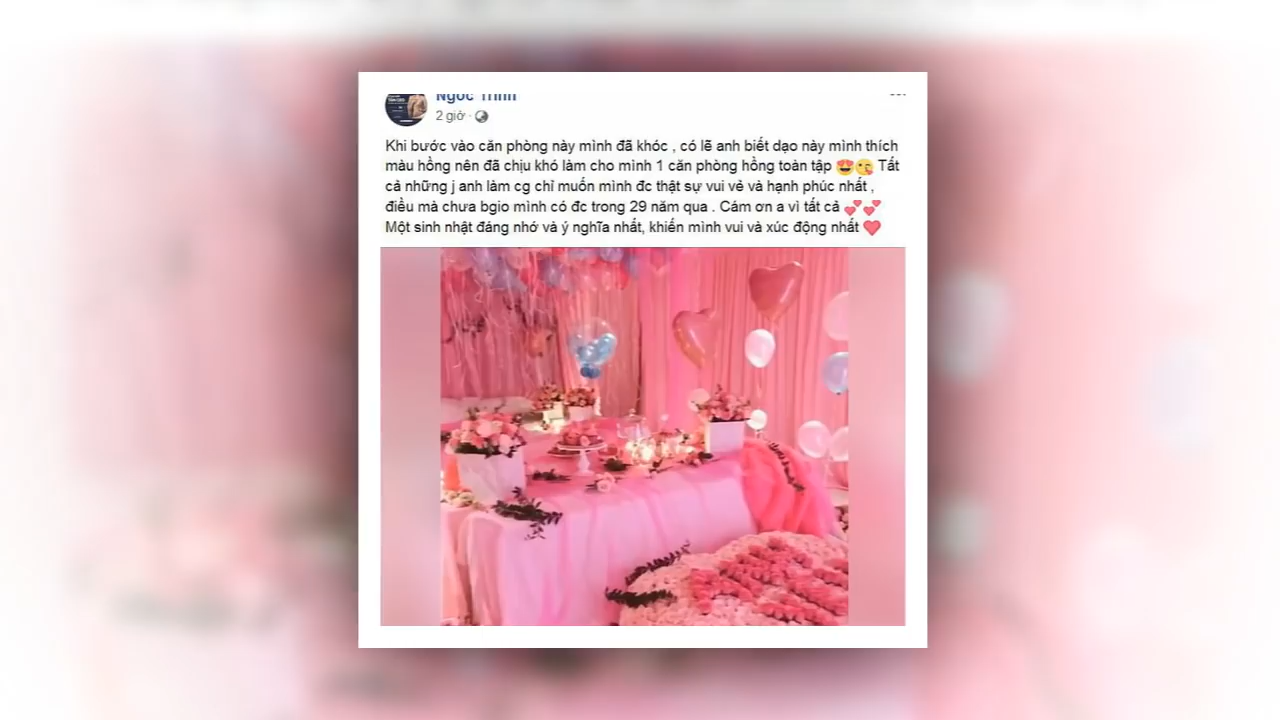 Ngọc Trinh
2 giờ ·
Khi bước vào căn phòng này mình đã khóc , có lẽ anh biết dạo này mình thích
màu hồng nên đã chịu khó làm cho mình 1 căn phòng hồng toàn tập 😍😘 Tất
cả những j anh làm cg chỉ muốn mình đc thật sự vui vẻ và hạnh phúc nhất ,
điều mà chưa bgio mình có đc trong 29 năm qua . Cám ơn a vì tất cả 💕💕
Một sinh nhật đáng nhớ và ý nghĩa nhất, khiến mình vui và xúc động nhất ❤️